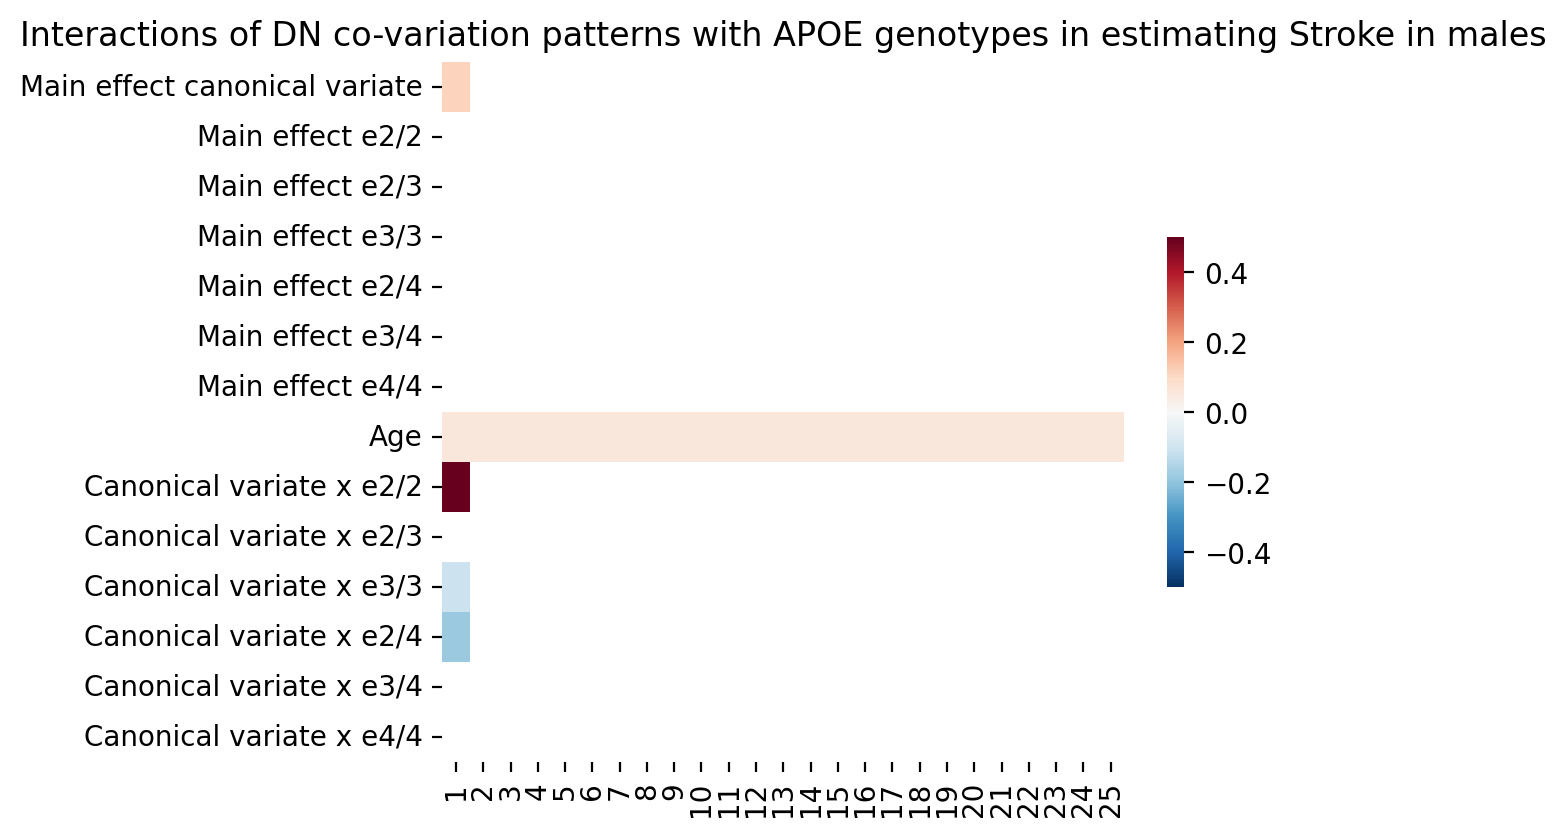 Interactions of DN co-variation patterns with APOE genotypes in estimating Stroke in males
Main effect canonical variate
Main effect e2/2
Main effect e2/3
Main effect e3/3
Main effect e2/4
Main effect e3/4
Main effect e4/4
Age
Canonical variate x e2/2
Canonical variate x e2/3
Canonical variate x e3/3
Canonical variate x e2/4
Canonical variate x e3/4
Canonical variate x e4/4
1 2 3 4 5 6 7 8 9 10 11 12 13 14 15 16 17 18 19 20 21 22 23 24 25
0.4
0.2
0.0
−0.2
−0.4